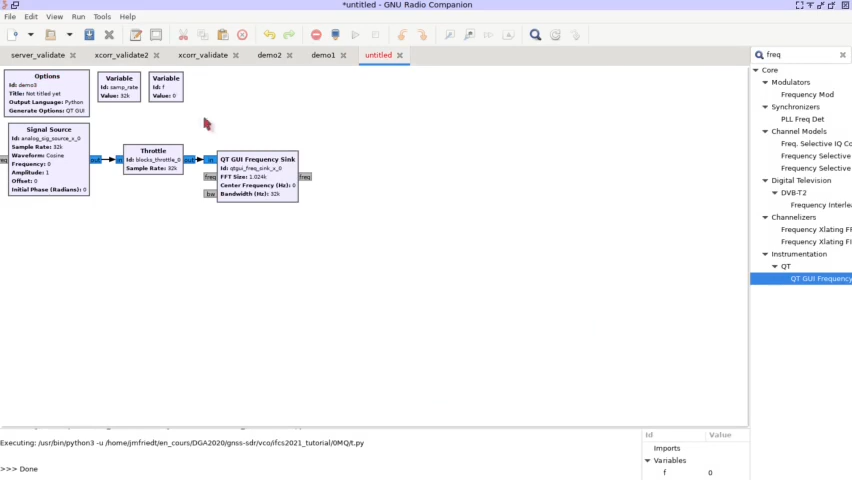 *untitled - GNU Radio Companion
File Edit View Run Tools Help
server_validate xcorr_validate2 xcorr_validate demo2 demo1 untitled
freq
Options
Id: demo3
Title: Not titled yet
Output Language: Python
Generate Options: QT GUI
Variable
Id: samp_rate
Value: 32k
Variable
Id: f
Value: 0
Signal Source
Id: analog_sig_source_x_0
Sample Rate: 32k
Waveform: Cosine
Frequency: 0
Amplitude: 1
Offset: 0
Initial Phase (Radians): 0
Throttle
Id: blocks_throttle_0
Sample Rate: 32k
in
QT GUI Frequency Sink
Id: qtgui_freq_sink_x_0
FFT Size: 1.024k
Center Frequency (Hz): 0
Bandwidth (Hz): 32k
freq
bw
freq
Core
Modulators
Frequency Mod
Synchronizers
PLL Freq Det
Channel Models
Freq. Selective IQ Co
Frequency Selective
Frequency Selective
Digital Television
DVB-T2
Frequency Interle
Channelizers
Frequency Xlating FF
Frequency Xlating FI
Instrumentation
QT
QT GUI Frequency
Executing: /usr/bin/python3 -u /home/jmfriedt/en_cours/DGA2020/gnss-sdr/vco/ifcs2021_tutorial/0MQ/t.py
>>> Done
Id Value
Imports
Variables
f 0